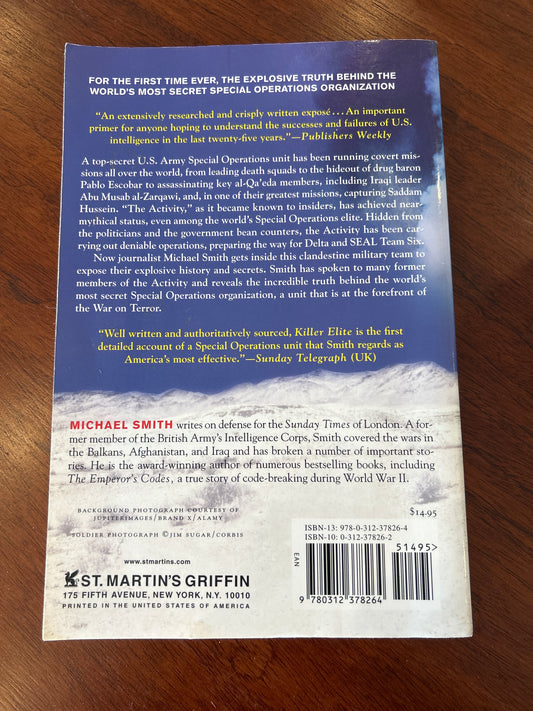 FOR THE FIRST TIME EVER, THE EXPLOSIVE TRUTH BEHIND THE
WORLD'S MOST SECRET SPECIAL OPERATIONS ORGANIZATION
"An extensively researched and crisply written exposé . . . An important
primer for anyone hoping to understand the successes and failures of U.S.
intelligence in the last twenty-five years."—Publishers Weekly
A top-secret U.S. Army Special Operations unit has been running covert mis-
sions all over the world, from leading death squads to the hideout of drug baron
Pablo Escobar to assassinating key al-Qa'eda members, including Iraqi leader
Abu Musab al-Zarqawi, and, in one of their greatest missions, capturing Saddam
Hussein. "The Activity," as it became known to insiders, has achieved near-
mythical status, even among the world's Special Operations elite. Hidden from
the politicians and the government bean counters, the Activity has been car-
rying out deniable operations, preparing the way for Delta and SEAL Team Six.
Now journalist Michael Smith gets inside this clandestine military team to
expose their explosive history and secrets. Smith has spoken to many former
members of the Activity and reveals the incredible truth behind the world's
most secret Special Operations organization, a unit that is at the forefront of
the War on Terror.
"Well written and authoritatively sourced, Killer Elite is the first
detailed account of a Special Operations unit that Smith regards as
America's most effective."—Sunday Telegraph (UK)
MICHAEL SMITH writes on defense for the Sunday Times of London. A for-
mer member of the British Army's Intelligence Corps, Smith covered the wars in
the Balkans, Afghanistan, and Iraq and has broken a number of important sto-
ries. He is the award-winning author of numerous bestselling books, including
The Emperor's Codes, a true story of code-breaking during World War II.
BACKGROUND PHOTOGRAPH COURTESY OF
JUPITERIMAGES/BRAND X/ALAMY
SOLDIER PHOTOGRAPH © JIM SUGAR/CORBIS
$14.95
ISBN-13: 978-0-312-37826-4
ISBN-10: 0-312-37826-2
51495>
EAN
9 780312 378264
www.stmartins.com
ST. MARTIN'S GRIFFIN
175 FIFTH AVENUE, NEW YORK, N.Y. 10010
PRINTED IN THE UNITED STATES OF AMERICA